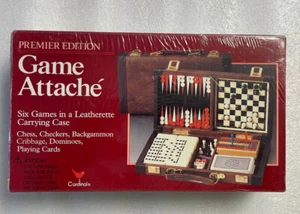 PREMIER EDITION
Game
Attaché
Six Games in a Leatherette
Carrying Case
Chess, Checkers, Backgammon
Cribbage, Dominoes,
Playing Cards
Cardinal